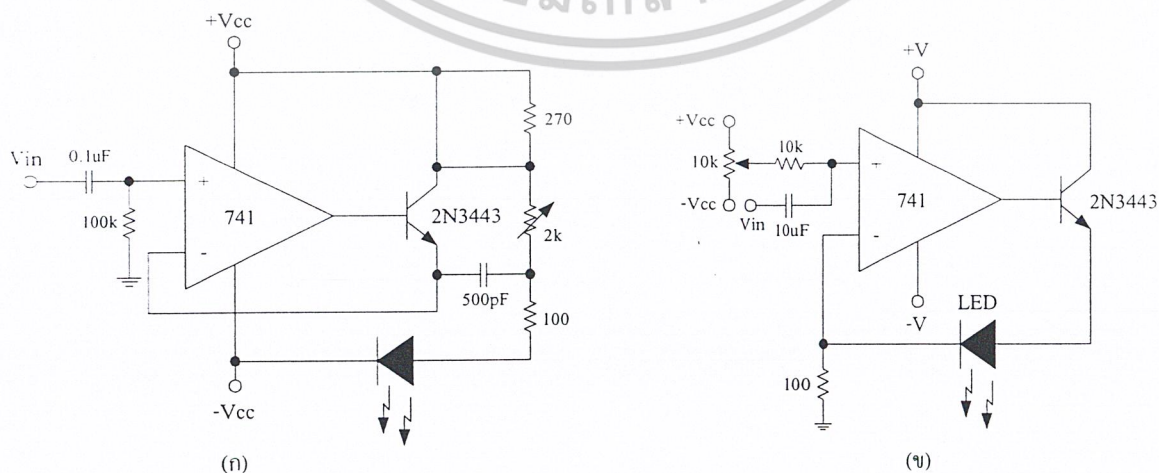 +Vcc
270
Vin
0.1uF
+
741
-
100k
2N3443
2k
500pF
100
-Vcc
(ก)
+V
+Vcc
10k
10k
-Vcc
Vin
10uF
+
741
-
2N3443
-V
LED
100
(ข)